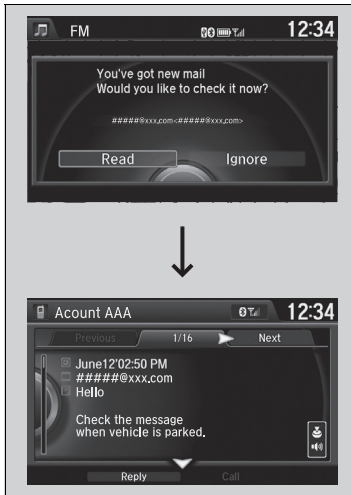 FM 12:34
You've got new mail
Would you like to check it now?
#####@xxx.com<#####@xxx.com>
Read Ignore
Acount AAA 12:34
Previous 1/16 Next
June12'02:50 PM
#####@xxx.com
Hello
Check the message
when vehicle is parked.
Reply Call